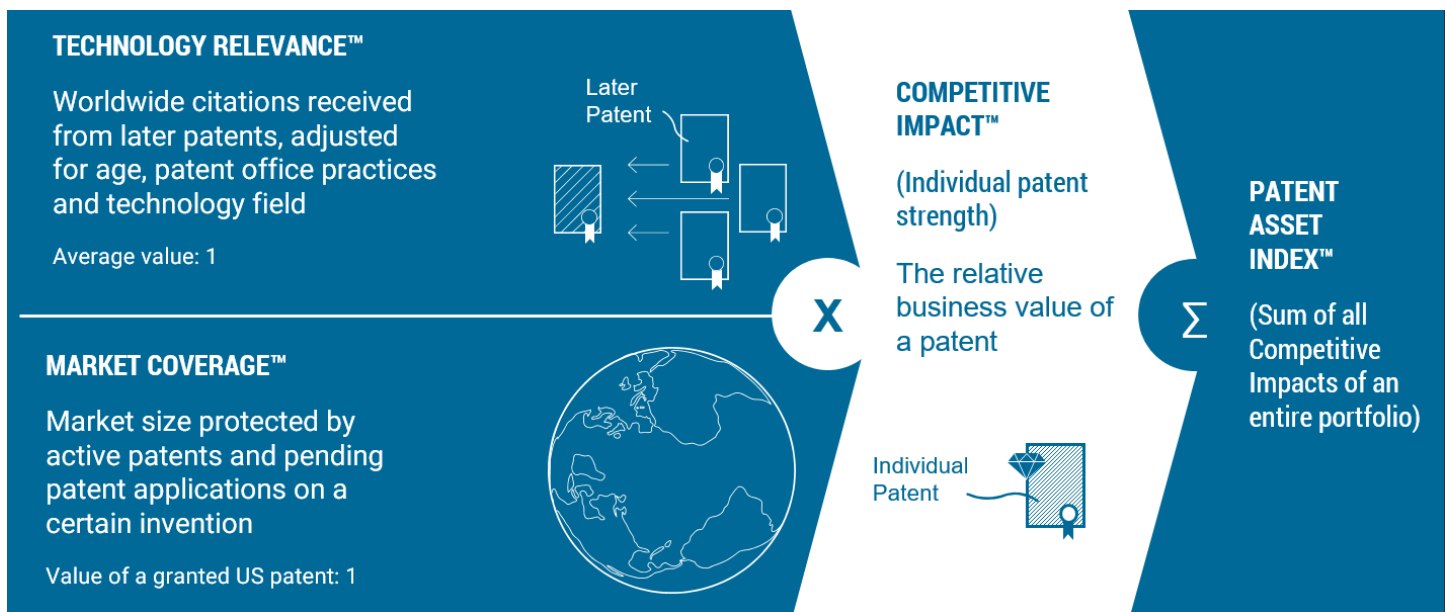 TECHNOLOGY RELEVANCE™
Worldwide citations received
from later patents, adjusted
for age, patent office practices
and technology field
Average value: 1
Later
Patent
MARKET COVERAGE™
Market size protected by
active patents and pending
patent applications on a
certain invention
Value of a granted US patent: 1
X
COMPETITIVE
IMPACT™
(Individual patent
strength)
The relative
business value of
a patent
Individual
Patent
Σ
PATENT
ASSET
INDEX™
(Sum of all
Competitive
Impacts of an
entire portfolio)